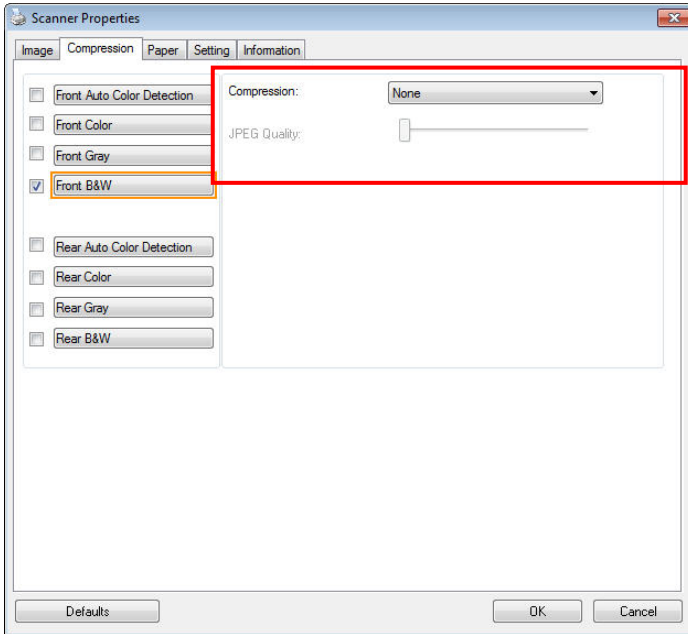 Scanner Properties
Image Compression Paper Setting Information
Front Auto Color Detection
Front Color
Front Gray
Front B&W
Rear Auto Color Detection
Rear Color
Rear Gray
Rear B&W
Compression: None
JPEG Quality:
Defaults OK Cancel